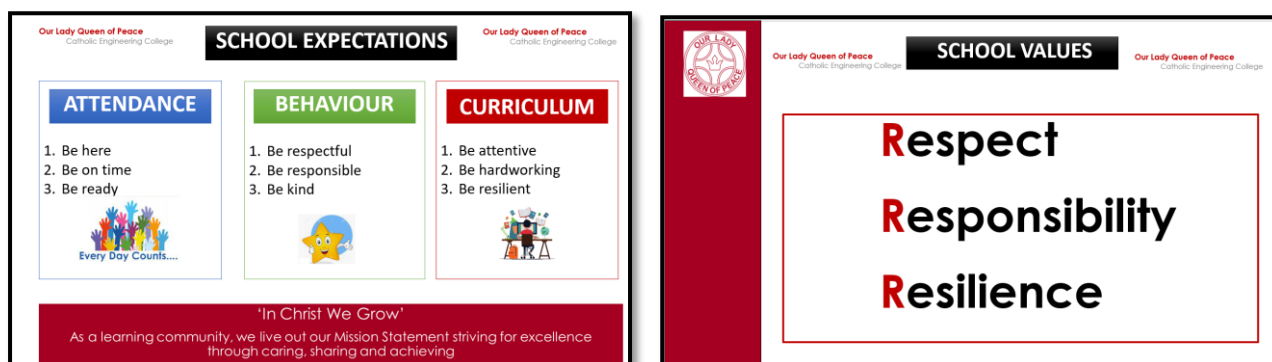 Our Lady Queen of Peace
Catholic Engineering College
SCHOOL EXPECTATIONS
Our Lady Queen of Peace
Catholic Engineering College
ATTENDANCE
1. Be here
2. Be on time
3. Be ready
Every Day Counts....
BEHAVIOUR
1. Be respectful
2. Be responsible
3. Be kind
CURRICULUM
1. Be attentive
2. Be hardworking
3. Be resilient
'In Christ We Grow'
As a learning community, we live out our Mission Statement striving for excellence
through caring, sharing and achieving
OUR LADY
QUEEN OF PEACE
Our Lady Queen of Peace
Catholic Engineering College
SCHOOL VALUES
Our Lady Queen of Peace
Catholic Engineering College
Respect
Responsibility
Resilience